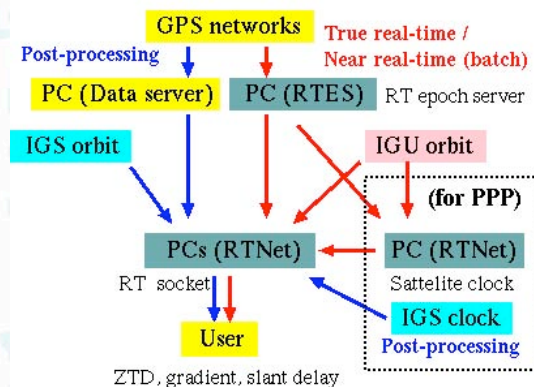 GPS networks
True real-time /
Near real-time (batch)
Post-processing
PC (Data server)
PC (RTES)
RT epoch server
IGS orbit
IGU orbit
(for PPP)
PCs (RTNet)
PC (RTNet)
RT socket
Sattelite clock
User
IGS clock
Post-processing
ZTD, gradient, slant delay